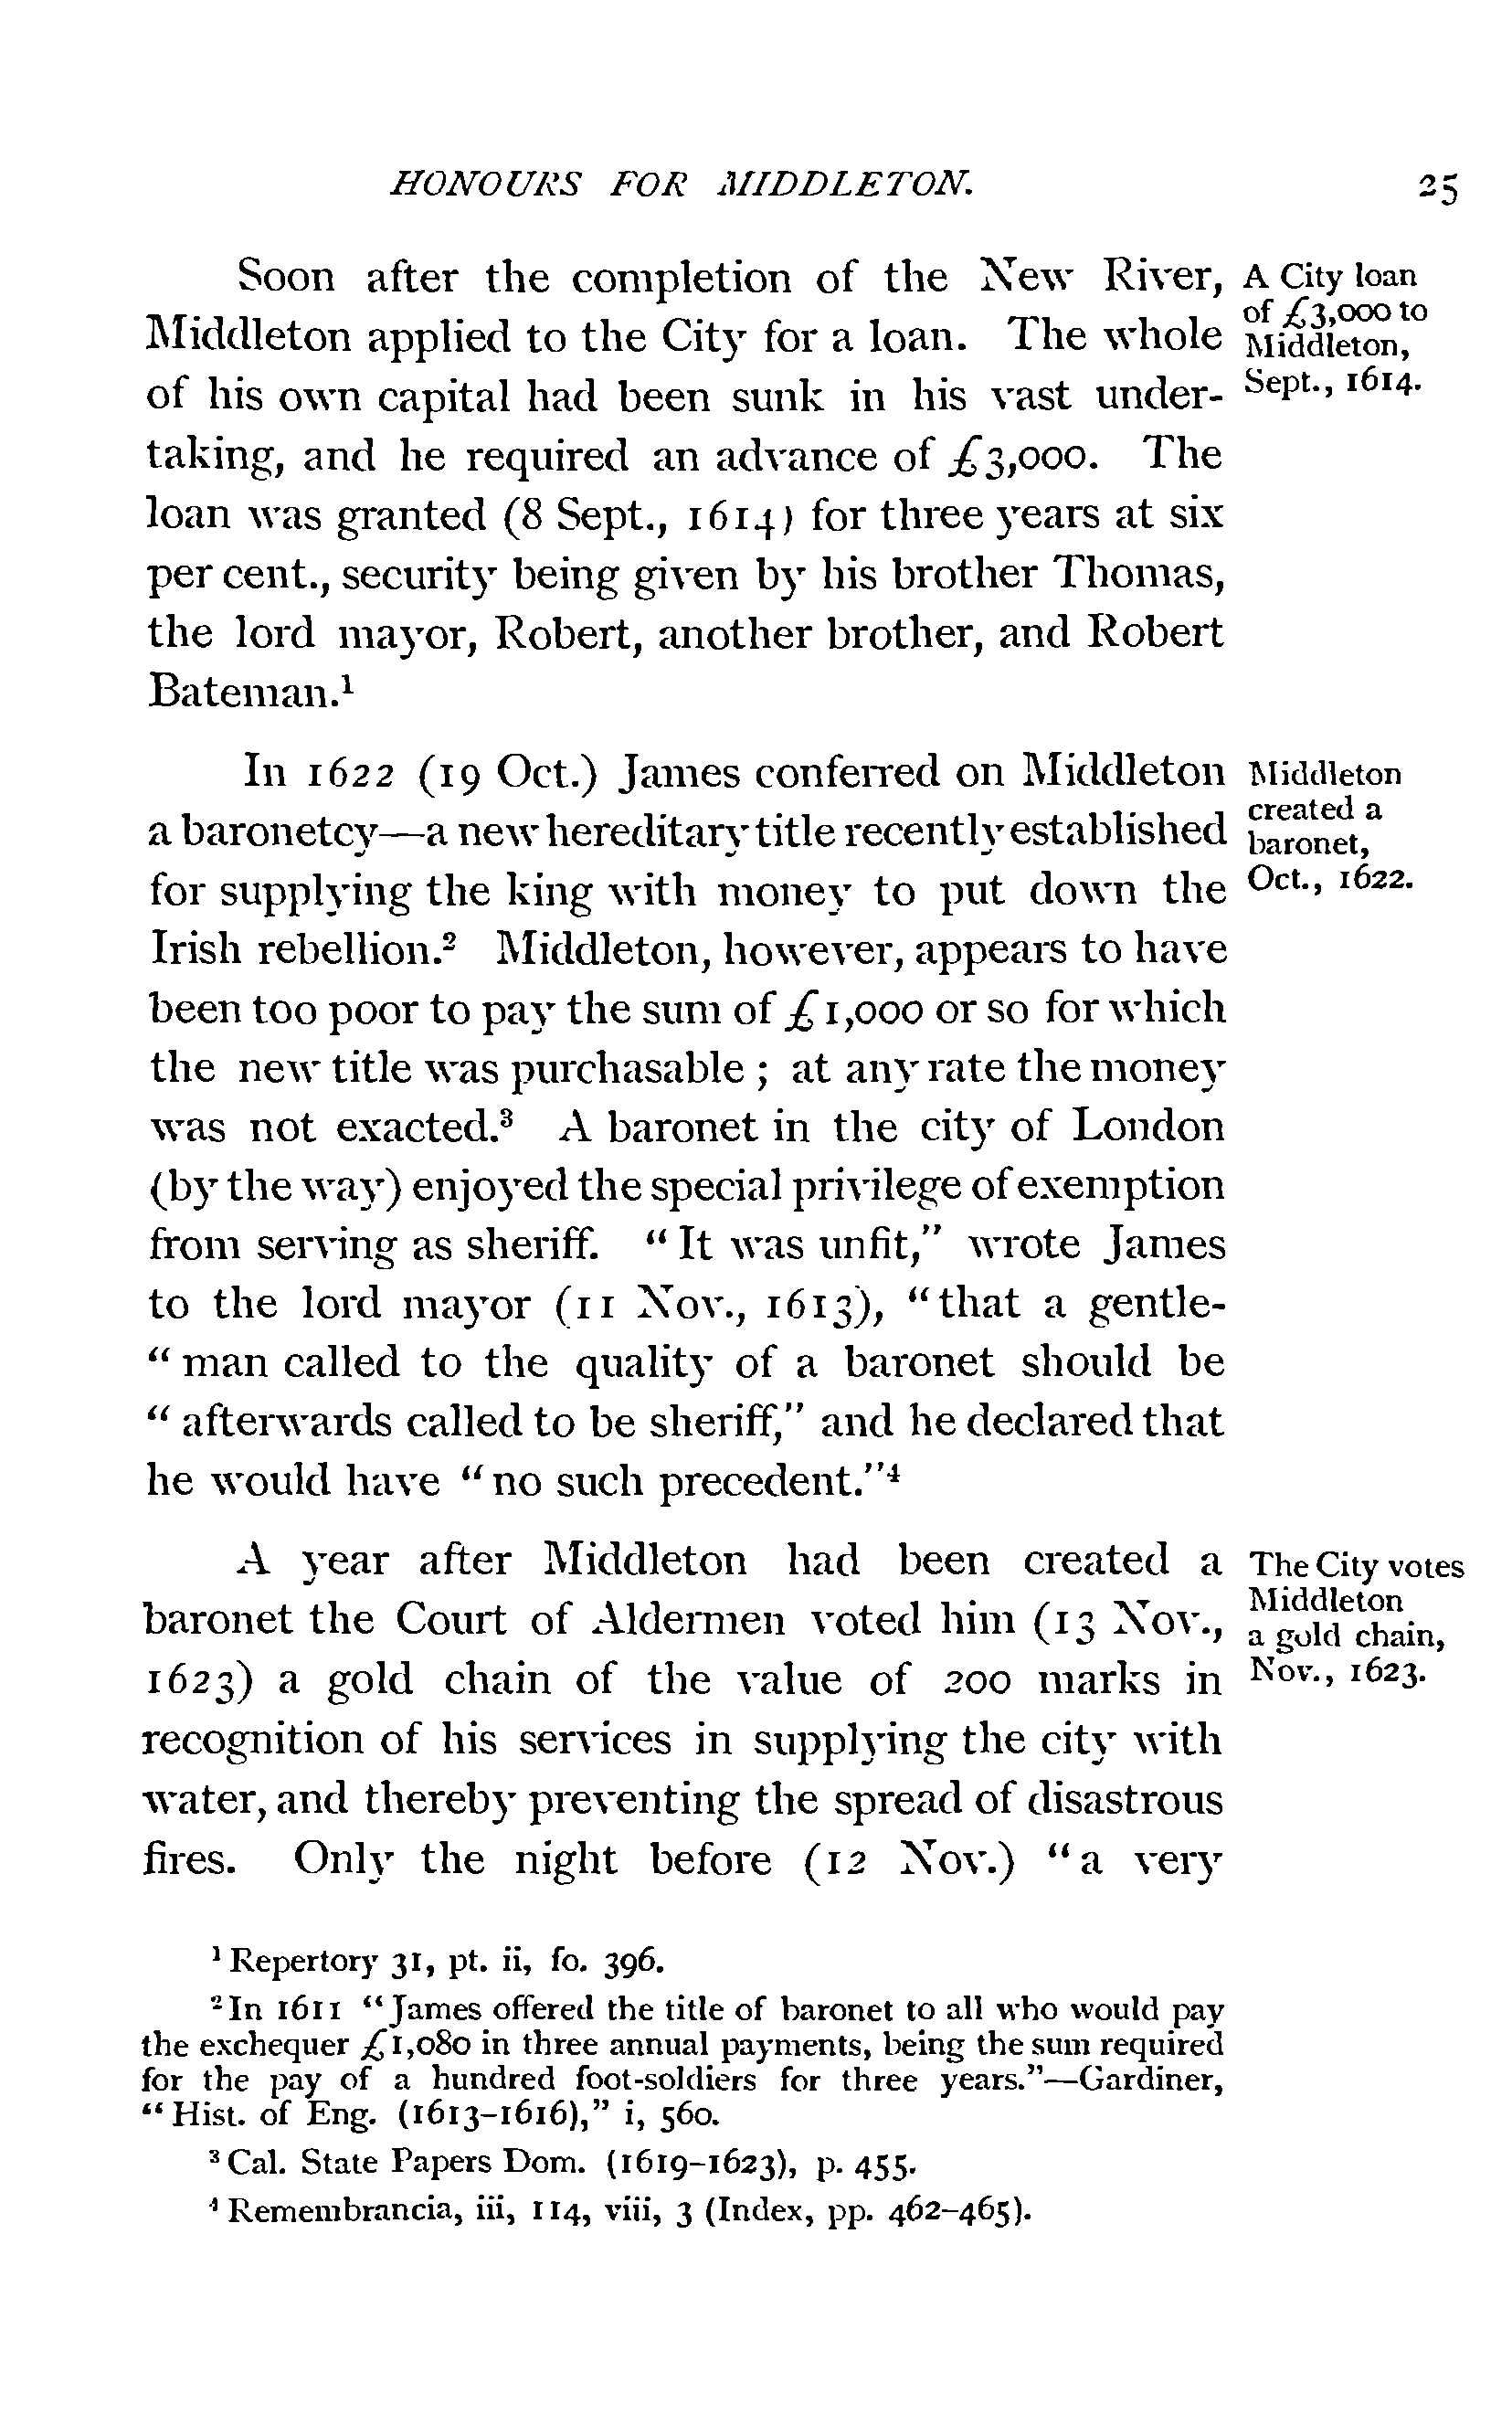 HONOURS FOR MIDDLETON. 25
Soon after the completion of the New River,
Middleton applied to the City for a loan. The whole
of his own capital had been sunk in his vast under-
taking, and he required an advance of £3,000. The
loan was granted (8 Sept., 1614) for three years at six
per cent., security being given by his brother Thomas,
the lord mayor, Robert, another brother, and Robert
Bateman.¹
A City loan
of £3,000 to
Middleton,
Sept., 1614.
In 1622 (19 Oct.) James conferred on Middleton
a baronetcy—a new hereditary title recently established
for supplying the king with money to put down the
Irish rebellion.² Middleton, however, appears to have
been too poor to pay the sum of £1,000 or so for which
the new title was purchasable ; at any rate the money
was not exacted.³ A baronet in the city of London
(by the way) enjoyed the special privilege of exemption
from serving as sheriff. “ It was unfit,” wrote James
to the lord mayor (11 Nov., 1613), “that a gentle-
“ man called to the quality of a baronet should be
“ afterwards called to be sheriff,” and he declared that
he would have “no such precedent.”⁴
Middleton
created a
baronet,
Oct., 1622.
A year after Middleton had been created a
baronet the Court of Aldermen voted him (13 Nov.,
1623) a gold chain of the value of 200 marks in
recognition of his services in supplying the city with
water, and thereby preventing the spread of disastrous
fires. Only the night before (12 Nov.) “a very
The City votes
Middleton
a gold chain,
Nov., 1623.
¹ Repertory 31, pt. ii, fo. 396.
² In 1611 “James offered the title of baronet to all who would pay
the exchequer £1,080 in three annual payments, being the sum required
for the pay of a hundred foot-soldiers for three years.”—Gardiner,
“Hist. of Eng. (1613-1616),” i, 560.
³ Cal. State Papers Dom. (1619-1623), p. 455.
⁴ Remembrancia, iii, 114, viii, 3 (Index, pp. 462-465).